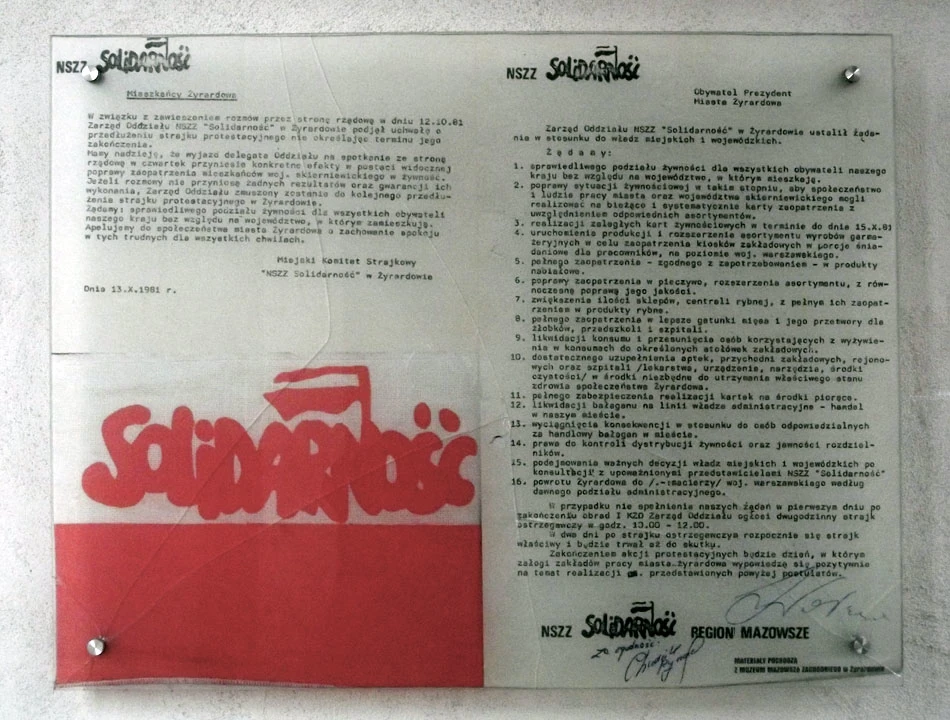 NSZZ SOLIDARNOŚĆ
Mieszkańcy Żyrardowa
W związku z zawieszeniem rozmów przez stronę rządową w dniu 12.10.81
Zarząd Oddziału NSZZ "Solidarność" w Żyrardowie podjął uchwałę o
przedłużeniu strajku protestacyjnego nie określając terminu jego
zakończenia.
Mamy nadzieję, że wyjazd delegata Oddziału na spotkanie ze stroną
rządową w czwartek przyniesie konkretne efekty w postaci widocznej
poprawy zaopatrzenia mieszkańców woj. skierniewickiego w żywność.
Jeżeli rozmowy nie przyniosą żadnych rezultatów oraz gwarancji ich
wykonania, Zarząd Oddziału zmuszony zostanie do kolejnego przedłu-
żenia strajku protestacyjnego w Żyrardowie.
Żądamy: sprawiedliwego podziału żywności dla wszystkich obywateli
naszego kraju bez względu na województwo, w którym zamieszkują.
Apelujemy do społeczeństwa miasta Żyrardowa o zachowanie spokoju
w tych trudnych dla wszystkich chwilach.
Miejski Komitet Strajkowy
"NSZZ Solidarność" w Żyrardowie
Dnia 13.X.1981 r.
SOLIDARNOŚĆ
NSZZ SOLIDARNOŚĆ
Obywatel Prezydent
Miasta Żyrardowa
Zarząd Oddziału NSZZ "Solidarność" w Żyrardowie ustalił żąda-
nia w stosunku do władz miejskich i wojewódzkich.
Ż ą d a m y :
1. sprawiedliwego podziału żywności dla wszystkich obywateli naszego
kraju bez względu na województwo, w którym mieszkają.
2. poprawy sytuacji żywnościowej w takim stopniu, aby społeczeństwo
i ludzie pracy miasta oraz województwa skierniewickiego mogli
realizować na bieżąco i systematycznie karty zaopatrzenia z
uwzględnieniem odpowiednich asortymentów.
3. realizacji zaległych kart żywnościowych w terminie do dnia 15.X.81
4. uruchomienia produkcji i rozszerzenie asortymentu wyrobów garma-
żeryjnych w celu zaopatrzenia kiosków zakładowych w porcje śnia-
daniowe dla pracowników, na poziomie woj. warszawskiego.
5. pełnego zaopatrzenia - zgodnego z zapotrzebowaniem - w produkty
nabiałowe.
6. poprawy zaopatrzenia w pieczywo, rozszerzenia asortymentu, z rów-
noczesną poprawą jego jakości.
7. zwiększenia ilości sklepów, centrali rybnej, z pełnym ich zaopat-
rzeniem w produkty rybne.
8. pełnego zaopatrzenia w lepsze gatunki mięsa i jego przetwory dla
żłobków, przedszkoli i szpitali.
9. likwidacji konsumu i przesunięcia osób korzystających z wyżywie-
nia w konsumach do określonych stołówek zakładowych.
10. dostatecznego uzupełnienia aptek, przychodni zakładowych, rejono-
wych oraz szpitali /lekarstwa, urządzenia, narzędzia, środki
czystości/ w środki niezbędne do utrzymania właściwego stanu
zdrowia społeczeństwa Żyrardowa.
11. pełnego zabezpieczenia realizacji kartek na środki piorące.
12. likwidacji bałaganu na linii władze administracyjne - handel
w naszym mieście.
13. wyciągnięcia konsekwencji w stosunku do osób odpowiedzialnych
za handlowy bałagan w mieście.
14. prawa do kontroli dystrybucji żywności oraz jawności rozdziel-
ników.
15. podejmowania ważnych decyzji władz miejskich i wojewódzkich po
konsultacji z upoważnionymi przedstawicielami NSZZ "Solidarność"
16. powrotu Żyrardowa do /.-macierzy/ woj. warszawskiego według
dawnego podziału administracyjnego.
W przypadku nie spełnienia naszych żądań w pierwszym dniu po
zakończeniu obrad I KZD Zarząd Oddziału ogłosi dwugodzinny strajk
ostrzegawczy w godz. 10.00 - 12.00.
W dwa dni po strajku ostrzegawczym rozpocznie się strajk
właściwy i będzie trwał aż do skutku.
Zakończeniem akcji protestacyjnych będzie dzień, w którym
załogi zakładów pracy miasta Żyrardowa wypowiedzą się pozytywnie
na temat realizacji przedstawionych powyżej postulatów.
NSZZ SOLIDARNOŚĆ REGION MAZOWSZE
za zgodność:
MATERIAŁY POCHODZĄ
Z MUZEUM MAZOWSZA ZACHODNIEGO w Żyrardowie